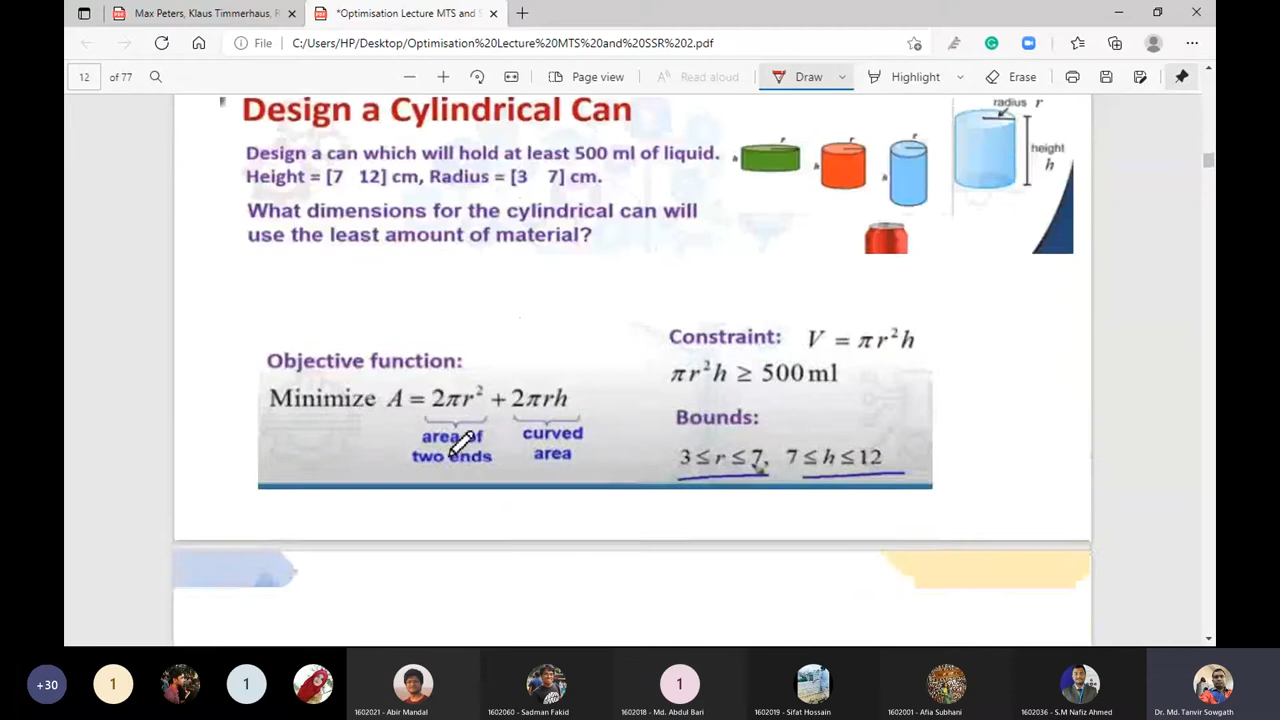 Max Peters, Klaus Timmerhaus, R
*Optimisation Lecture MTS and S
File
C:/Users/HP/Desktop/Optimisation%20Lecture%20MTS%20and%20SSR%202.pdf
12 of 77
Page view
Read aloud
Draw
Highlight
Erase
Design a Cylindrical Can
Design a can which will hold at least 500 ml of liquid.
Height = [7 12] cm, Radius = [3 7] cm.
What dimensions for the cylindrical can will
use the least amount of material?
r
h
r
h
r
h
radius r
height
h
Objective function:
Minimize A = 2πr² + 2πrh
area of
two ends
curved
area
Constraint: V = πr²h
πr²h ≥ 500 ml
Bounds:
3 ≤ r ≤ 7, 7 ≤ h ≤ 12
+30
1
1
1
1602021 - Abir Mandal
1602060 - Sadman Fakid
1602018 - Md. Abdul Bari
1602019 - Sifat Hossain
1602001 - Afia Subhani
1602036 - S.M Nafiz Ahmed
Dr. Md. Tanvir Sowgath